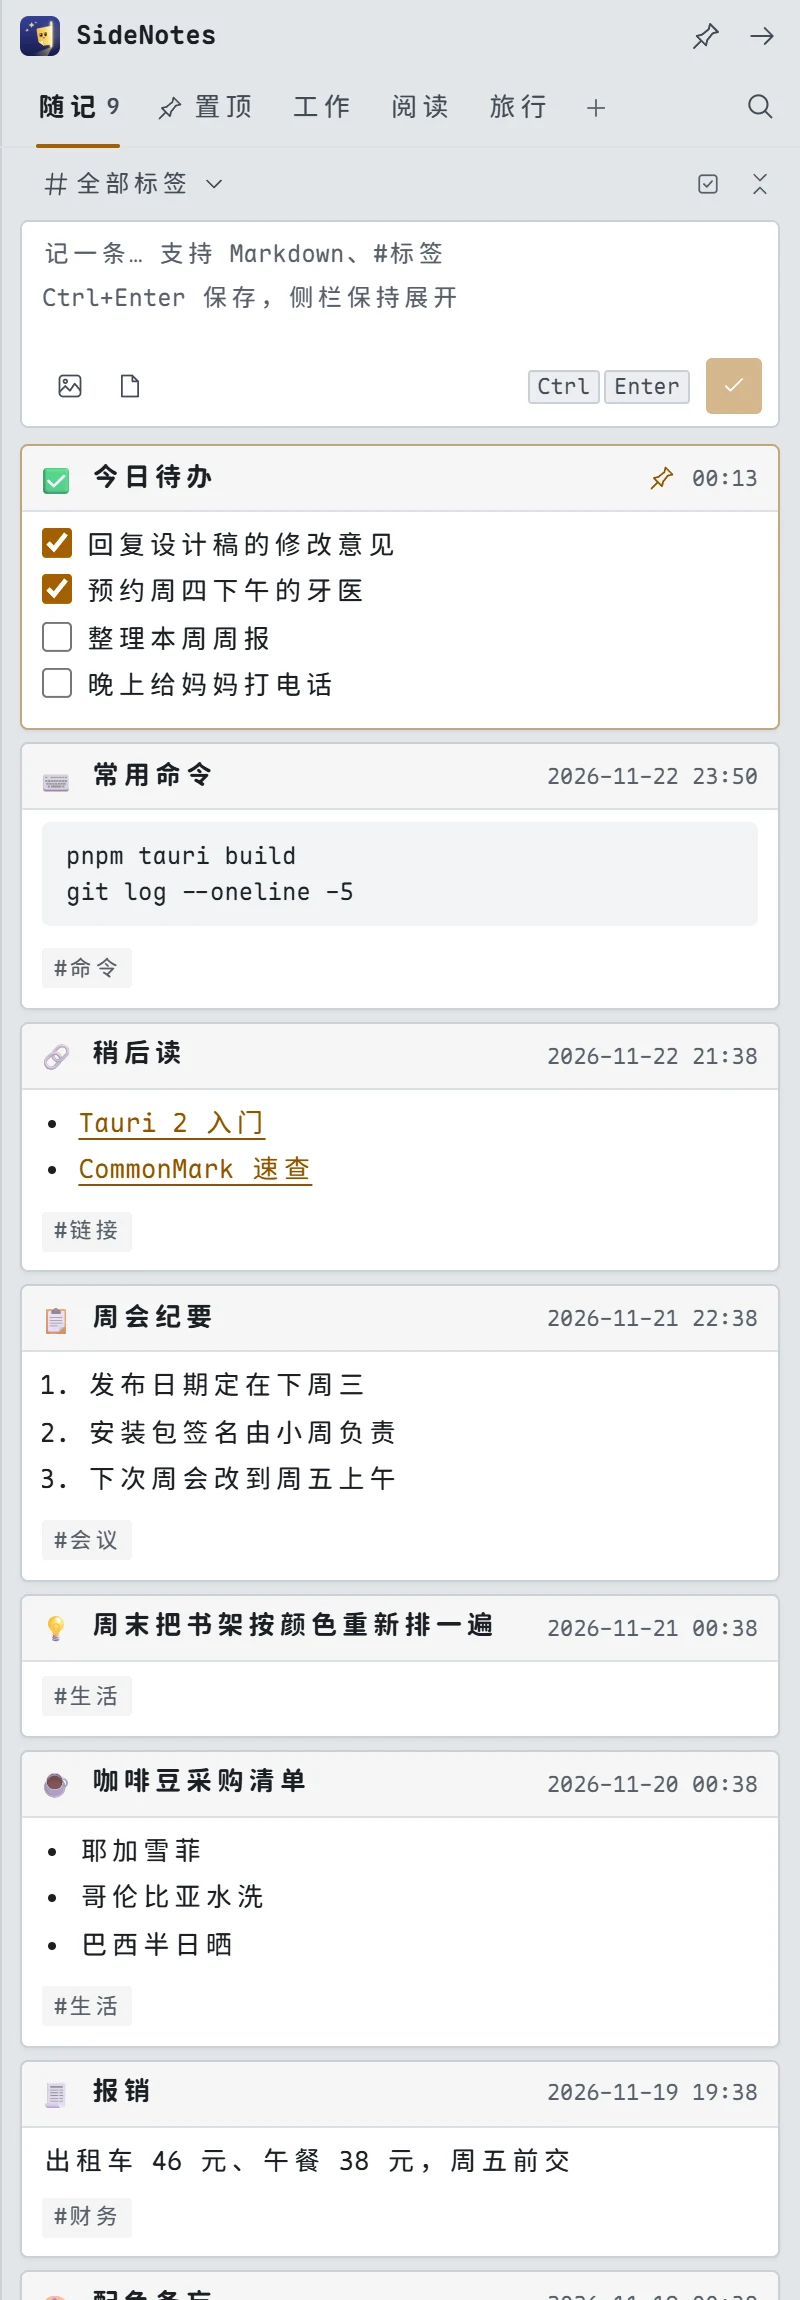 SideNotes
随记 9 置顶 工作 阅读 旅行 +
# 全部标签
记一条… 支持 Markdown、#标签
Ctrl+Enter 保存，侧栏保持展开
Ctrl Enter
今日待办 00:13
回复设计稿的修改意见
预约周四下午的牙医
整理本周周报
晚上给妈妈打电话
常用命令 2026-11-22 23:50
pnpm tauri build
git log --oneline -5
#命令
稍后读 2026-11-22 21:38
• Tauri 2 入门
• CommonMark 速查
#链接
周会纪要 2026-11-21 22:38
1. 发布日期定在下周三
2. 安装包签名由小周负责
3. 下次周会改到周五上午
#会议
周末把书架按颜色重新排一遍 2026-11-21 00:38
#生活
咖啡豆采购清单 2026-11-20 00:38
• 耶加雪菲
• 哥伦比亚水洗
• 巴西半日晒
#生活
报销 2026-11-19 19:38
出租车 46 元、午餐 38 元，周五前交
#财务